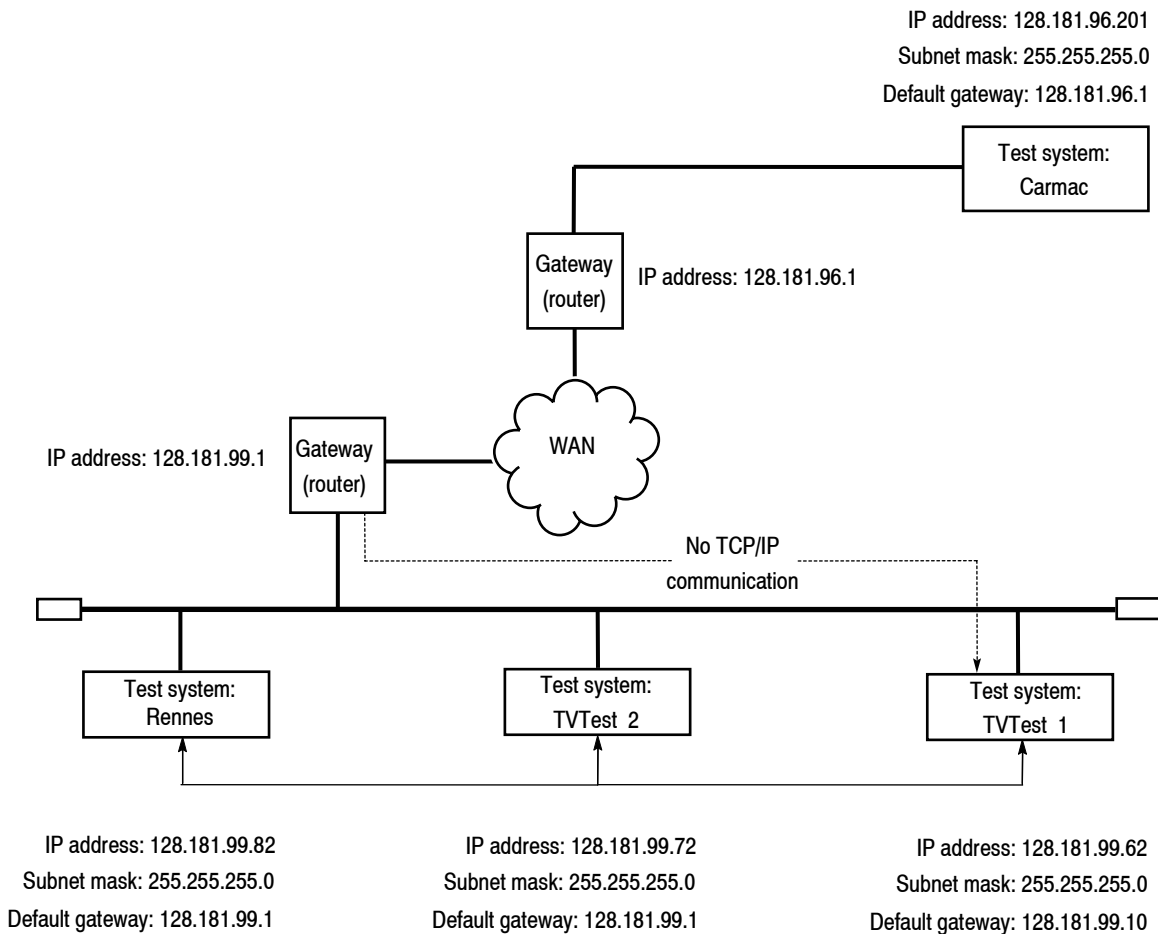 IP address: 128.181.96.201
Subnet mask: 255.255.255.0
Default gateway: 128.181.96.1
Test system:
Carmac
Gateway
(router)
IP address: 128.181.96.1
WAN
IP address: 128.181.99.1
Gateway
(router)
No TCP/IP
communication
Test system:
Rennes
Test system:
TVTest 2
Test system:
TVTest 1
IP address: 128.181.99.82
Subnet mask: 255.255.255.0
Default gateway: 128.181.99.1
IP address: 128.181.99.72
Subnet mask: 255.255.255.0
Default gateway: 128.181.99.1
IP address: 128.181.99.62
Subnet mask: 255.255.255.0
Default gateway: 128.181.99.10